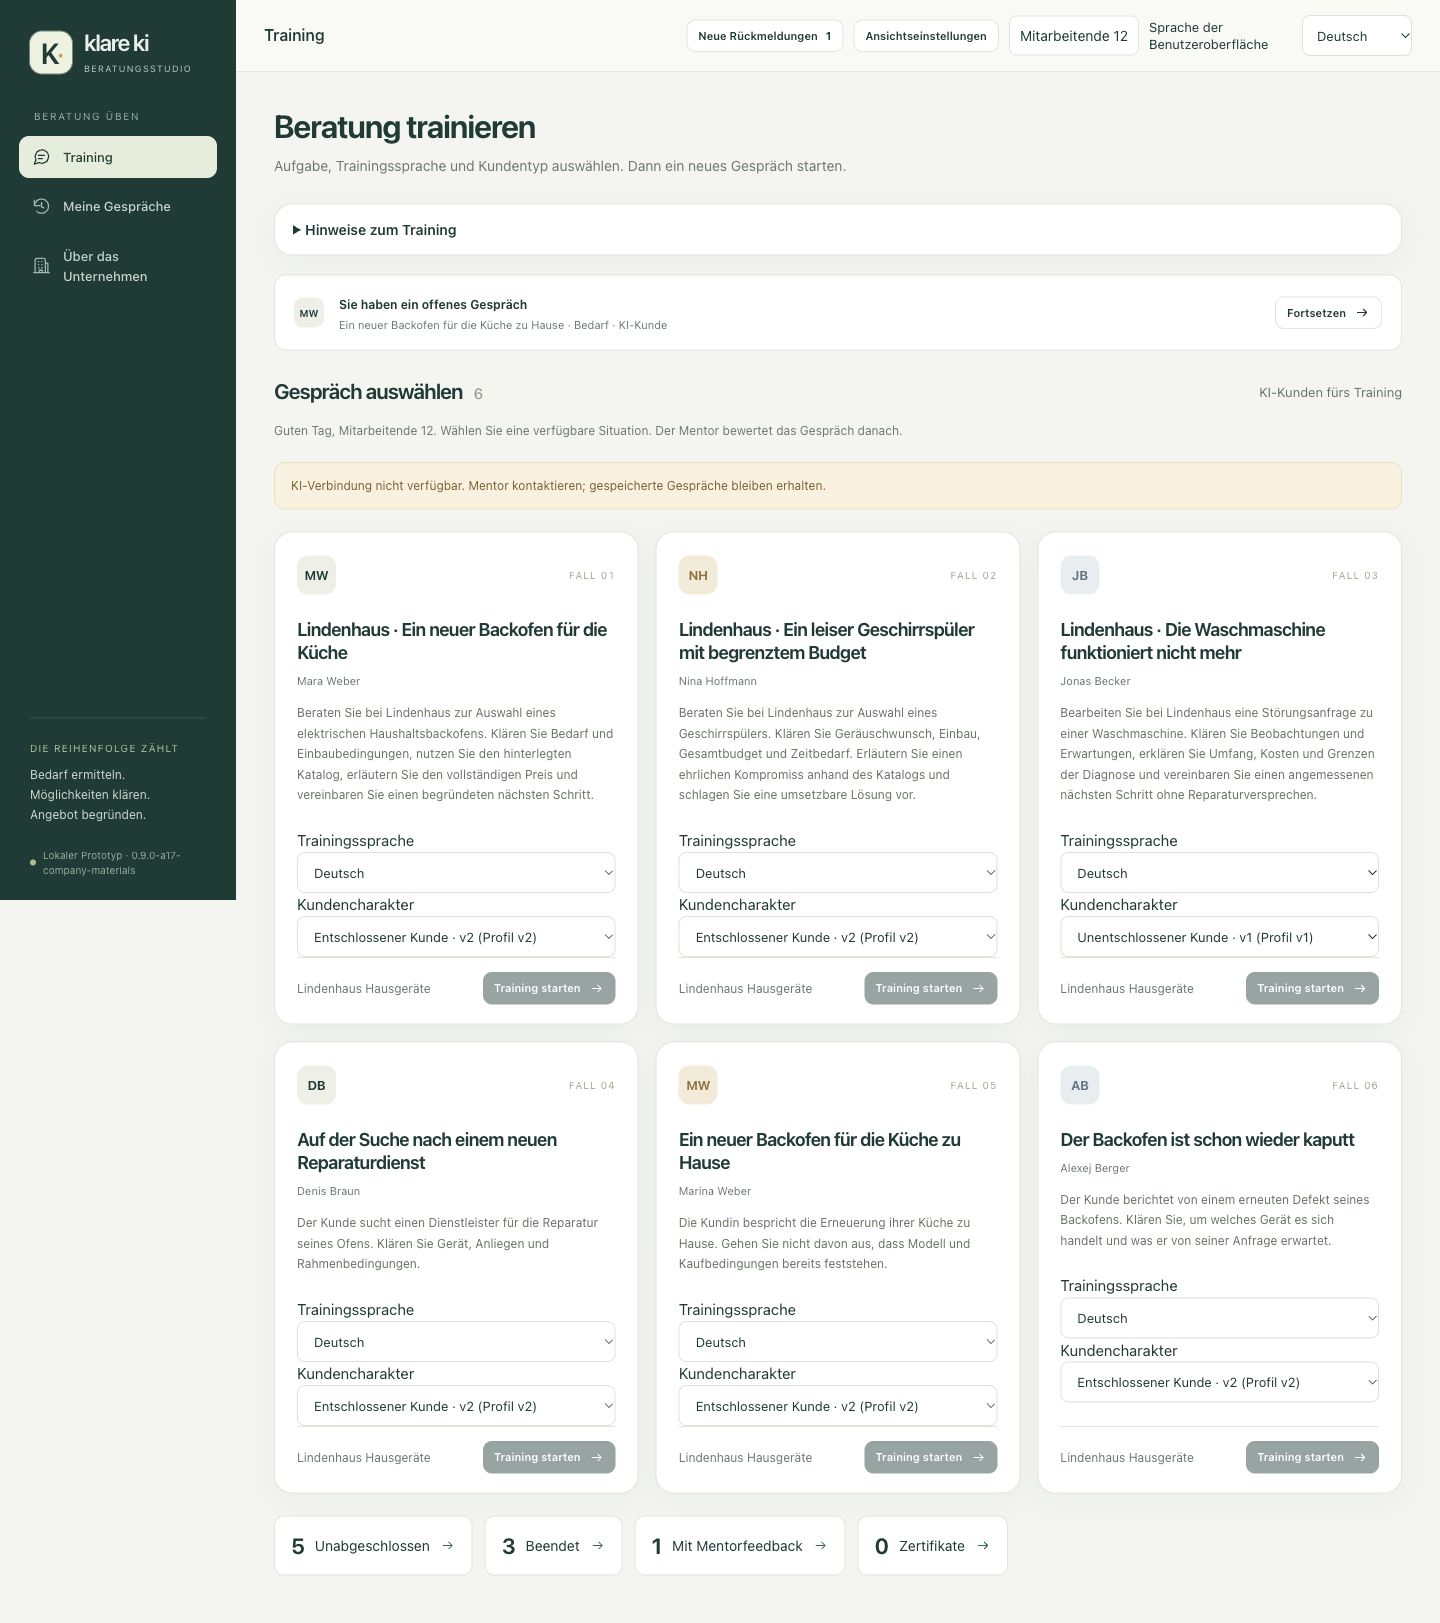 K
klare ki
BERATUNGSSTUDIO
BERATUNG ÜBEN
Training
Meine Gespräche
Über das
Unternehmen
DIE REIHENFOLGE ZÄHLT
Bedarf ermitteln.
Möglichkeiten klären.
Angebot begründen.
Lokaler Prototyp · 0.9.0-a17-
company-materials
Training
Neue Rückmeldungen 1
Ansichtseinstellungen
Mitarbeitende 12
Sprache der
Benutzeroberfläche
Deutsch
Beratung trainieren
Aufgabe, Trainingssprache und Kundentyp auswählen. Dann ein neues Gespräch starten.
Hinweise zum Training
MW
Sie haben ein offenes Gespräch
Ein neuer Backofen für die Küche zu Hause · Bedarf · KI-Kunde
Fortsetzen →
Gespräch auswählen 6
KI-Kunden fürs Training
Guten Tag, Mitarbeitende 12. Wählen Sie eine verfügbare Situation. Der Mentor bewertet das Gespräch danach.
KI-Verbindung nicht verfügbar. Mentor kontaktieren; gespeicherte Gespräche bleiben erhalten.
MW
FALL 01
Lindenhaus · Ein neuer Backofen für die
Küche
Mara Weber
Beraten Sie bei Lindenhaus zur Auswahl eines
elektrischen Haushaltsbackofens. Klären Sie Bedarf und
Einbaubedingungen, nutzen Sie den hinterlegten
Katalog, erläutern Sie den vollständigen Preis und
vereinbaren Sie einen begründeten nächsten Schritt.
Trainingssprache
Deutsch
Kundencharakter
Entschlossener Kunde · v2 (Profil v2)
Lindenhaus Hausgeräte
Training starten →
NH
FALL 02
Lindenhaus · Ein leiser Geschirrspüler
mit begrenztem Budget
Nina Hoffmann
Beraten Sie bei Lindenhaus zur Auswahl eines
Geschirrspülers. Klären Sie Geräuschwunsch, Einbau,
Gesamtbudget und Zeitbedarf. Erläutern Sie einen
ehrlichen Kompromiss anhand des Katalogs und
schlagen Sie eine umsetzbare Lösung vor.
Trainingssprache
Deutsch
Kundencharakter
Entschlossener Kunde · v2 (Profil v2)
Lindenhaus Hausgeräte
Training starten →
JB
FALL 03
Lindenhaus · Die Waschmaschine
funktioniert nicht mehr
Jonas Becker
Bearbeiten Sie bei Lindenhaus eine Störungsanfrage zu
einer Waschmaschine. Klären Sie Beobachtungen und
Erwartungen, erklären Sie Umfang, Kosten und Grenzen
der Diagnose und vereinbaren Sie einen angemessenen
nächsten Schritt ohne Reparaturversprechen.
Trainingssprache
Deutsch
Kundencharakter
Unentschlossener Kunde · v1 (Profil v1)
Lindenhaus Hausgeräte
Training starten →
DB
FALL 04
Auf der Suche nach einem neuen
Reparaturdienst
Denis Braun
Der Kunde sucht einen Dienstleister für die Reparatur
seines Ofens. Klären Sie Gerät, Anliegen und
Rahmenbedingungen.
Trainingssprache
Deutsch
Kundencharakter
Entschlossener Kunde · v2 (Profil v2)
Lindenhaus Hausgeräte
Training starten →
MW
FALL 05
Ein neuer Backofen für die Küche zu
Hause
Marina Weber
Die Kundin bespricht die Erneuerung ihrer Küche zu
Hause. Gehen Sie nicht davon aus, dass Modell und
Kaufbedingungen bereits feststehen.
Trainingssprache
Deutsch
Kundencharakter
Entschlossener Kunde · v2 (Profil v2)
Lindenhaus Hausgeräte
Training starten →
AB
FALL 06
Der Backofen ist schon wieder kaputt
Alexej Berger
Der Kunde berichtet von einem erneuten Defekt seines
Backofens. Klären Sie, um welches Gerät es sich
handelt und was er von seiner Anfrage erwartet.
Trainingssprache
Deutsch
Kundencharakter
Entschlossener Kunde · v2 (Profil v2)
Lindenhaus Hausgeräte
Training starten →
5 Unabgeschlossen →
3 Beendet →
1 Mit Mentorfeedback →
0 Zertifikate →